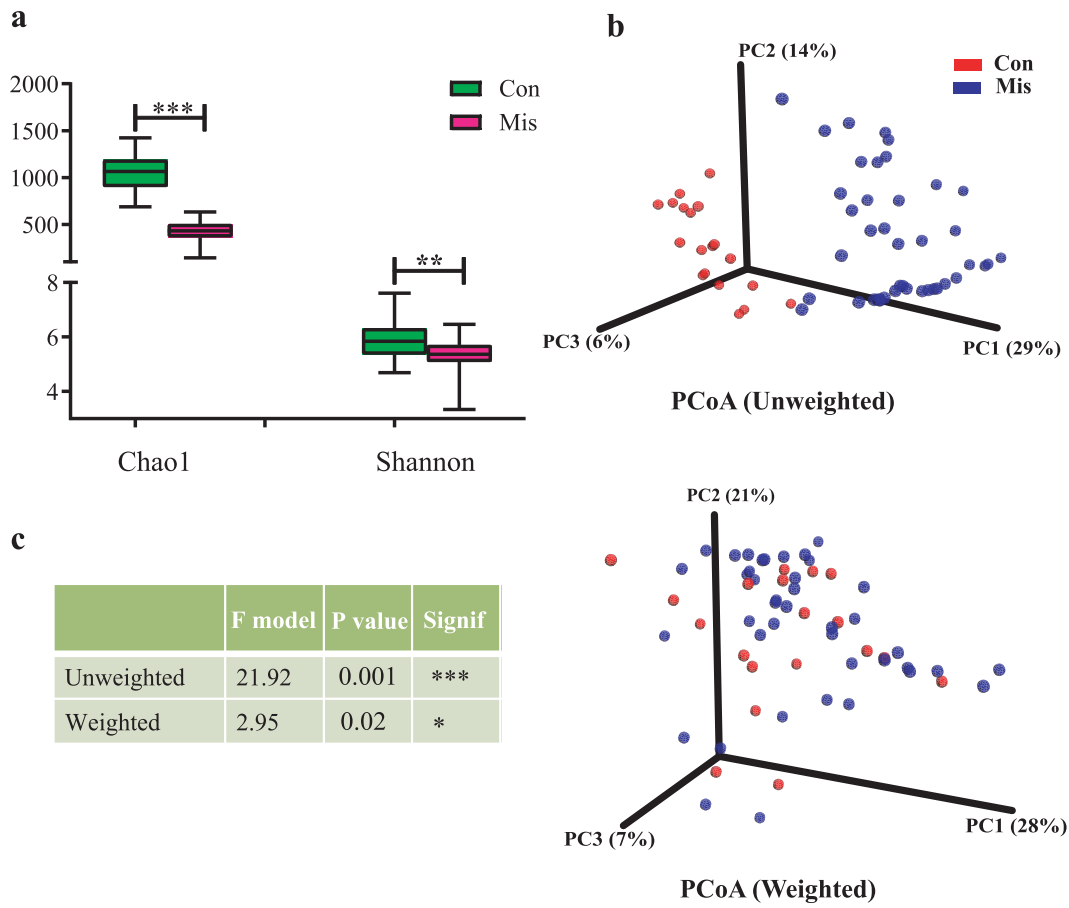 a
2000
1500
1000
500
8
6
4
***
**
Con
Mis
Chao1
Shannon
b
PC2 (14%)
Con
Mis
PC3 (6%)
PC1 (29%)
PCoA (Unweighted)
PC2 (21%)
PC3 (7%)
PC1 (28%)
PCoA (Weighted)
c
F model P value Signif
Unweighted 21.92 0.001 ***
Weighted 2.95 0.02 *